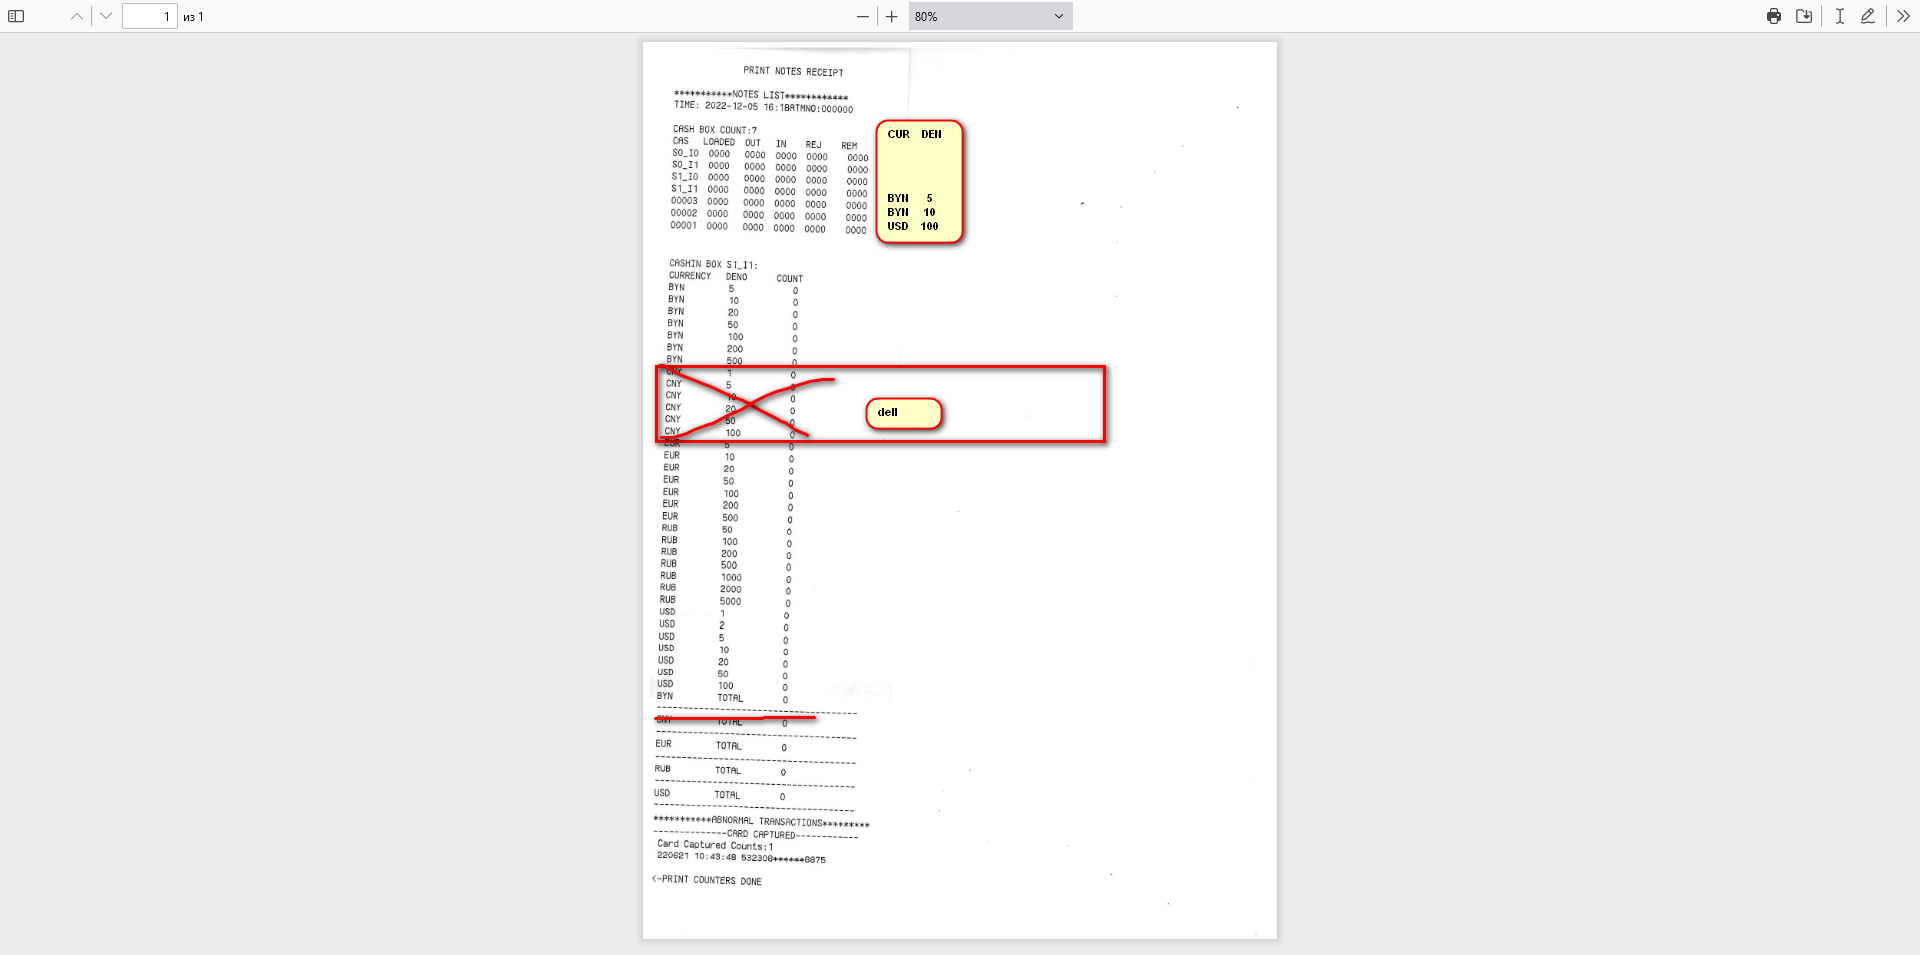 1 из 1
80%
PRINT NOTES RECEIPT
***********NOTES LIST************
TIME: 2022-12-05 16:18ATMNO:000000
CASH BOX COUNT:7
CAS LOADED OUT IN REJ REM CUR DEN
S0_I0 0000 0000 0000 0000 0000
S0_I1 0000 0000 0000 0000 0000
S1_I0 0000 0000 0000 0000 0000
S1_I1 0000 0000 0000 0000 0000
00003 0000 0000 0000 0000 0000 BYN 5
00002 0000 0000 0000 0000 0000 BYN 10
00001 0000 0000 0000 0000 0000 USD 100
CASHIN BOX S1_I1:
CURRENCY DENO COUNT
BYN 5 0
BYN 10 0
BYN 20 0
BYN 50 0
BYN 100 0
BYN 200 0
BYN 500 0
CNY 1 0
CNY 5 0
CNY 10 0
CNY 20 0
CNY 50 0
CNY 100 0
dell
EUR 5 0
EUR 10 0
EUR 20 0
EUR 50 0
EUR 100 0
EUR 200 0
EUR 500 0
RUB 50 0
RUB 100 0
RUB 200 0
RUB 500 0
RUB 1000 0
RUB 2000 0
RUB 5000 0
USD 1 0
USD 2 0
USD 5 0
USD 10 0
USD 20 0
USD 50 0
USD 100 0
BYN TOTAL 0
CNY TOTAL 0
EUR TOTAL 0
RUB TOTAL 0
USD TOTAL 0
***********ABNORMAL TRANSACTIONS*********
--------------CARD CAPTURED------------
Card Captured Counts:1
220621 10:43:48 532308******8875
<-PRINT COUNTERS DONE